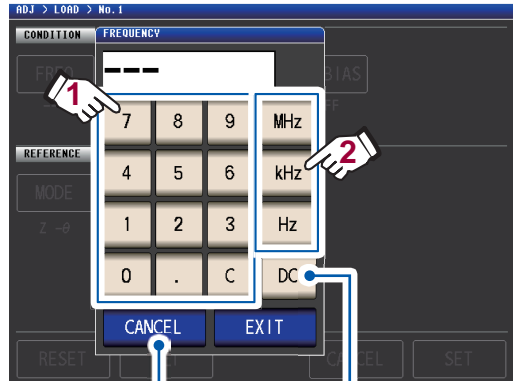 ADJ > LOAD > No.1
CONDITION FREQUENCY
--- BIAS
1
7 8 9 MHz
REFERENCE
4 5 6 kHz 2
MODE
Z -θ 1 2 3 Hz
0 . C DC
CANCEL EXIT
RESET SET